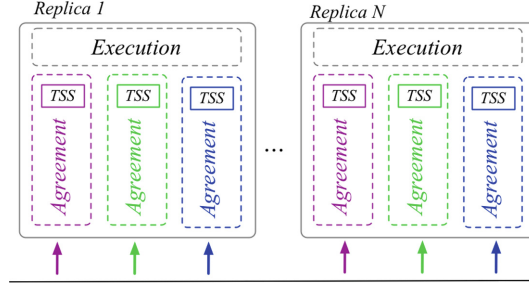 Replica 1
Replica N
Execution
Execution
TSS
TSS
TSS
TSS
TSS
TSS
Agreement
Agreement
Agreement
...
Agreement
Agreement
Agreement